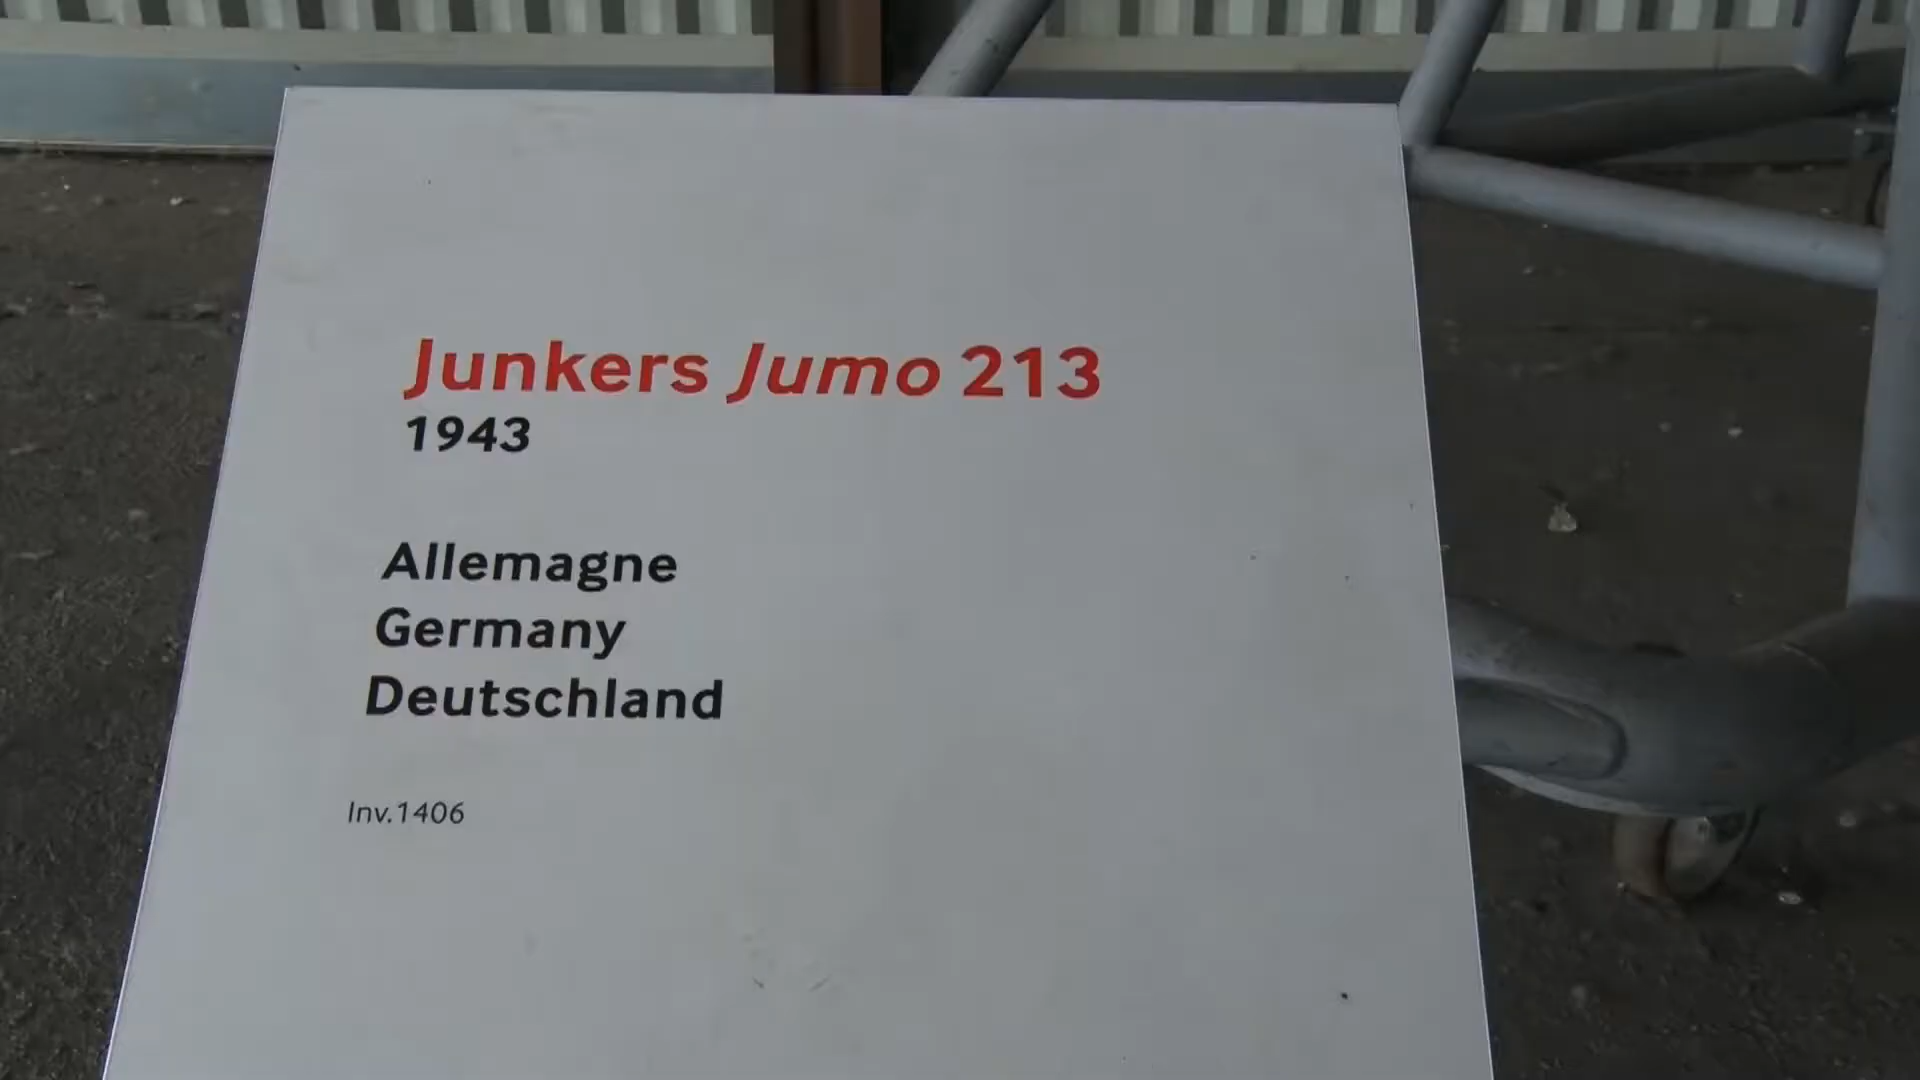 Junkers Jumo 213
1943
Allemagne
Germany
Deutschland
Inv.1406